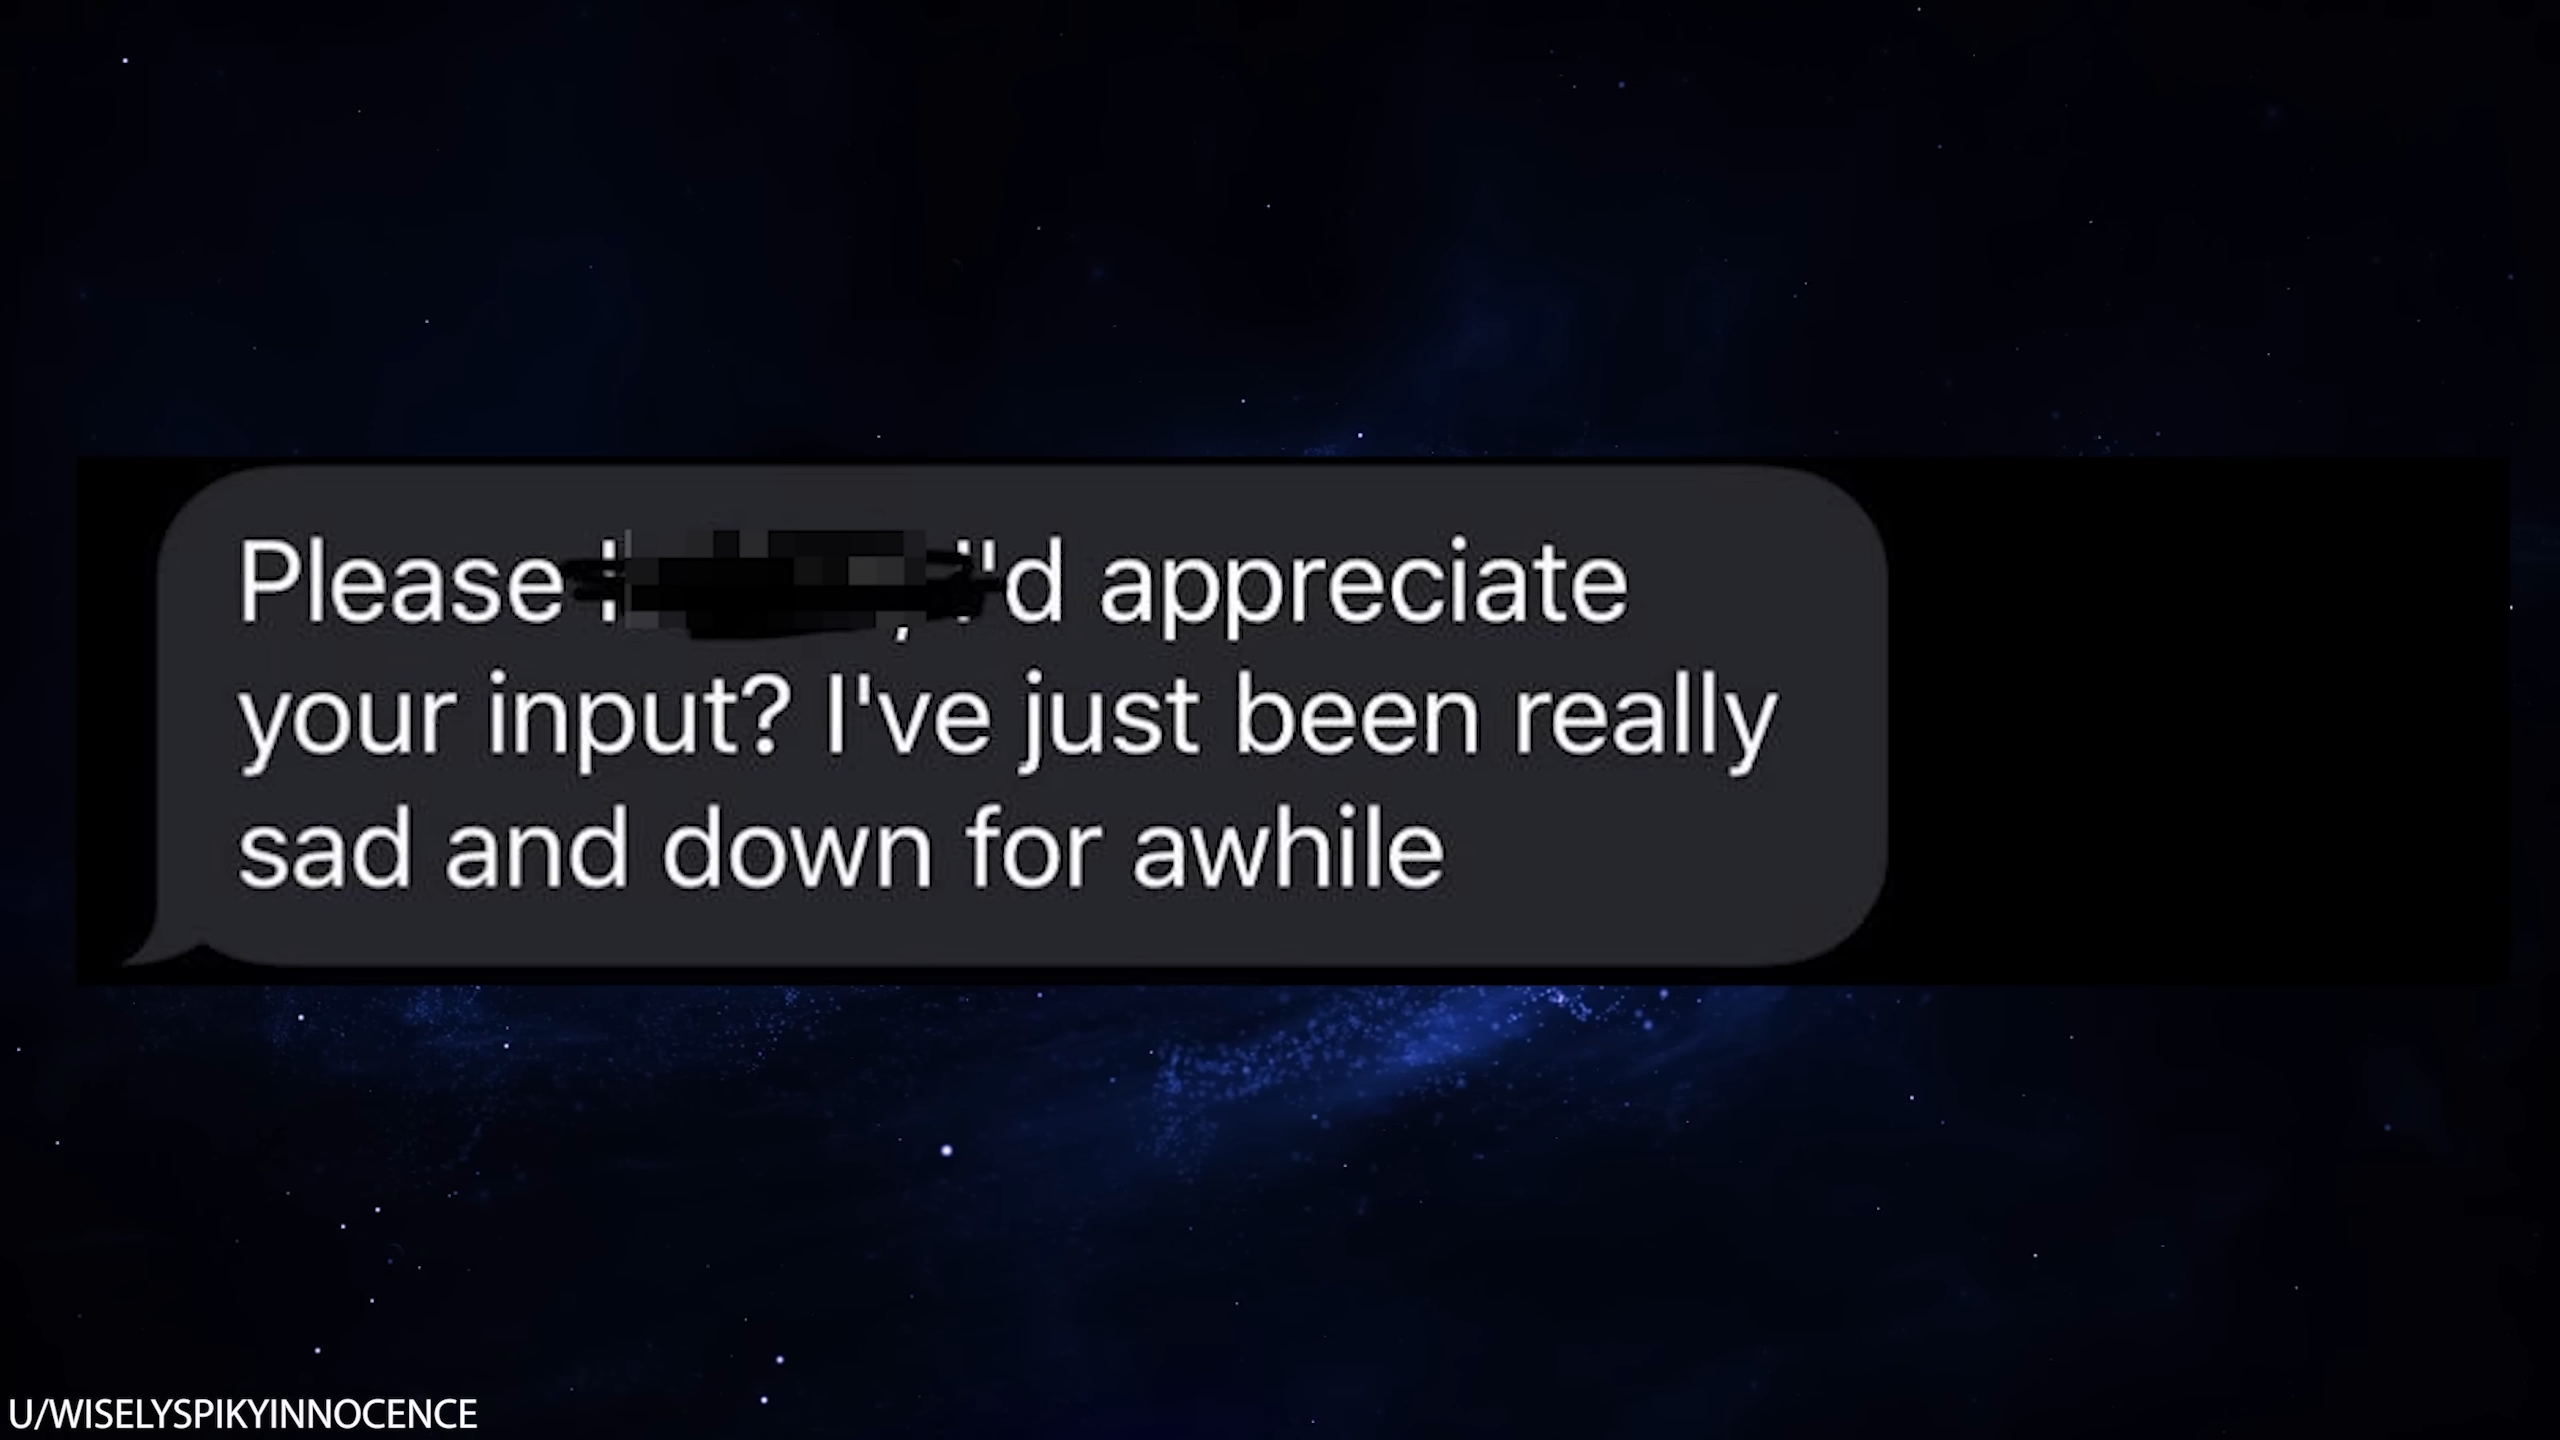 Please , I'd appreciate
your input? I've just been really
sad and down for awhile
U/WISELYSPIKYINNOCENCE